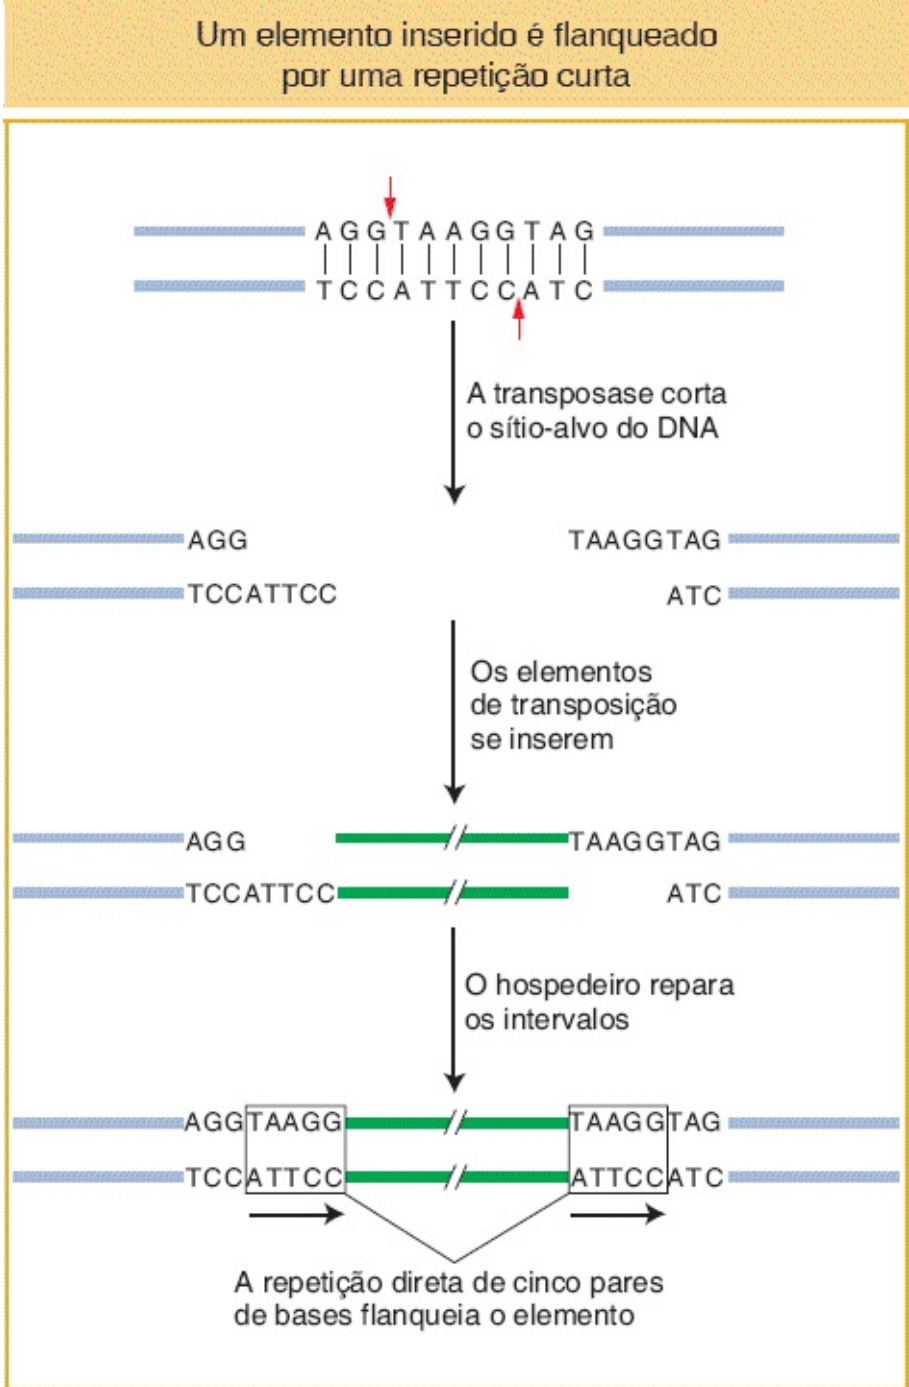 Um elemento inserido é flanqueado
por uma repetição curta
AGGTAAGGTAG
TCCATTCCATC
A transposase corta
o sítio-alvo do DNA
AGG TAAGGTAG
TCCATTCC ATC
Os elementos
de transposição
se inserem
AGG TAAGGTAG
TCCATTCC ATC
O hospedeiro repara
os intervalos
AGGTAAGG TAAGGTAG
TCCATTCC ATTCCATC
A repetição direta de cinco pares
de bases flanqueia o elemento